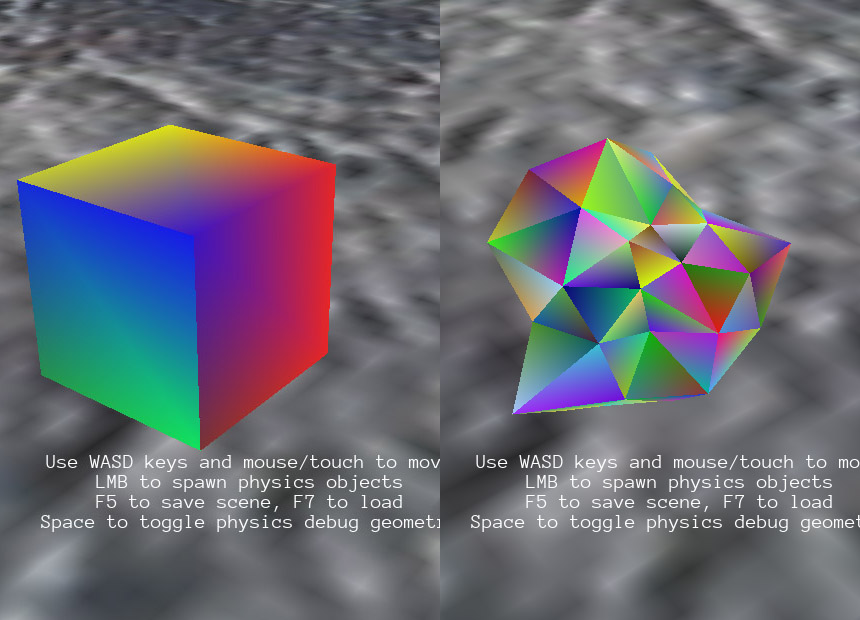 Use WASD keys and mouse/touch to mov
LMB to spawn physics objects
F5 to save scene, F7 to load
Space to toggle physics debug geomet
Use WASD keys and mouse/touch to mo
LMB to spawn physics objects
F5 to save scene, F7 to load
Space to toggle physics debug geomet